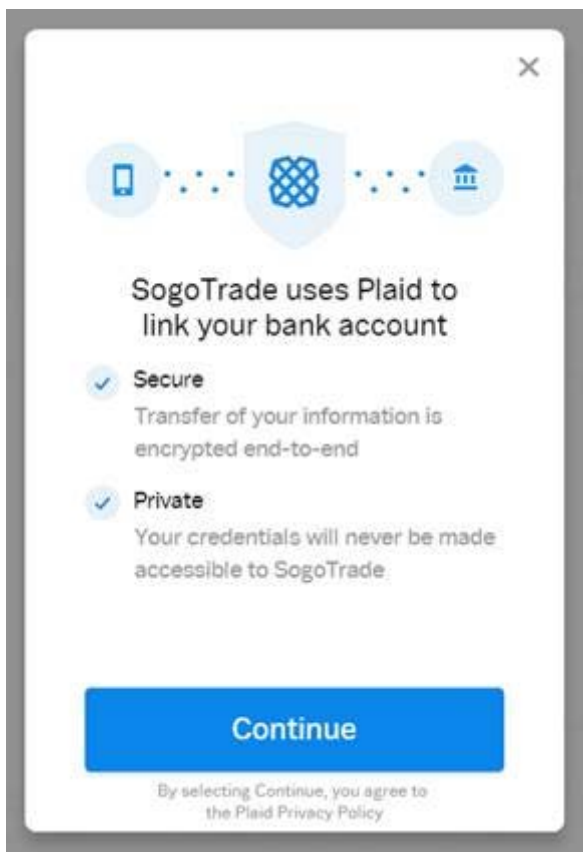 SogoTrade uses Plaid to
link your bank account
Secure
Transfer of your information is
encrypted end-to-end
Private
Your credentials will never be made
accessible to SogoTrade
Continue
By selecting Continue, you agree to
the Plaid Privacy Policy